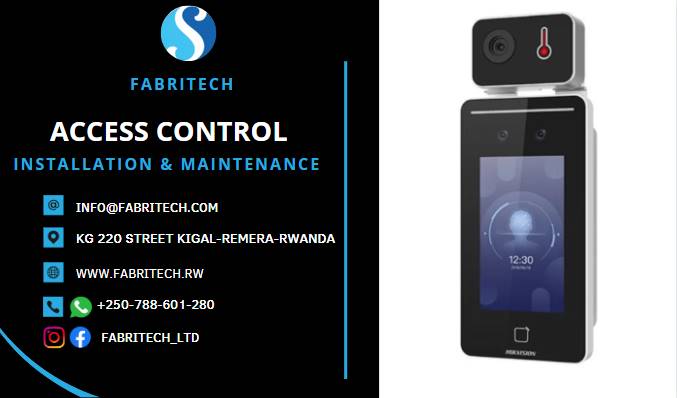 FABRITECH
ACCESS CONTROL
INSTALLATION & MAINTENANCE
INFO@FABRITECH.COM
KG 220 STREET KIGAL-REMERA-RWANDA
WWW.FABRITECH.RW
+250-788-601-280
FABRITECH_LTD
12:30
HIKVISION